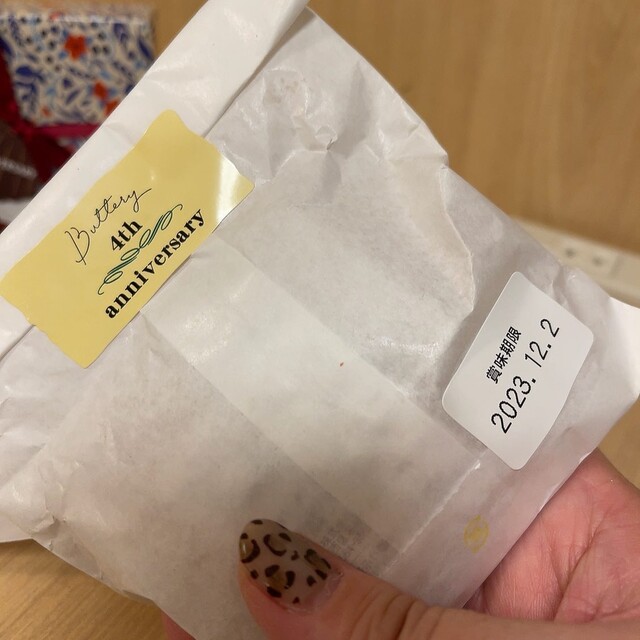 Buttery
4th
anniversary
賞味期限
2023. 12. 2